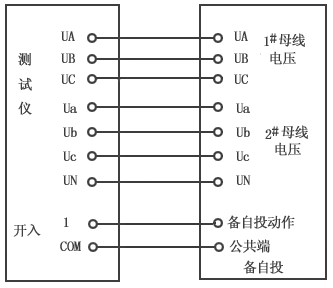 UA UA 1#母线
测 UB UB 电压
试 UC UC
仪 Ua Ua
Ub Ub 2#母线
Uc Uc 电压
UN UN
开入 1 备自投动作
COM 公共端
备自投